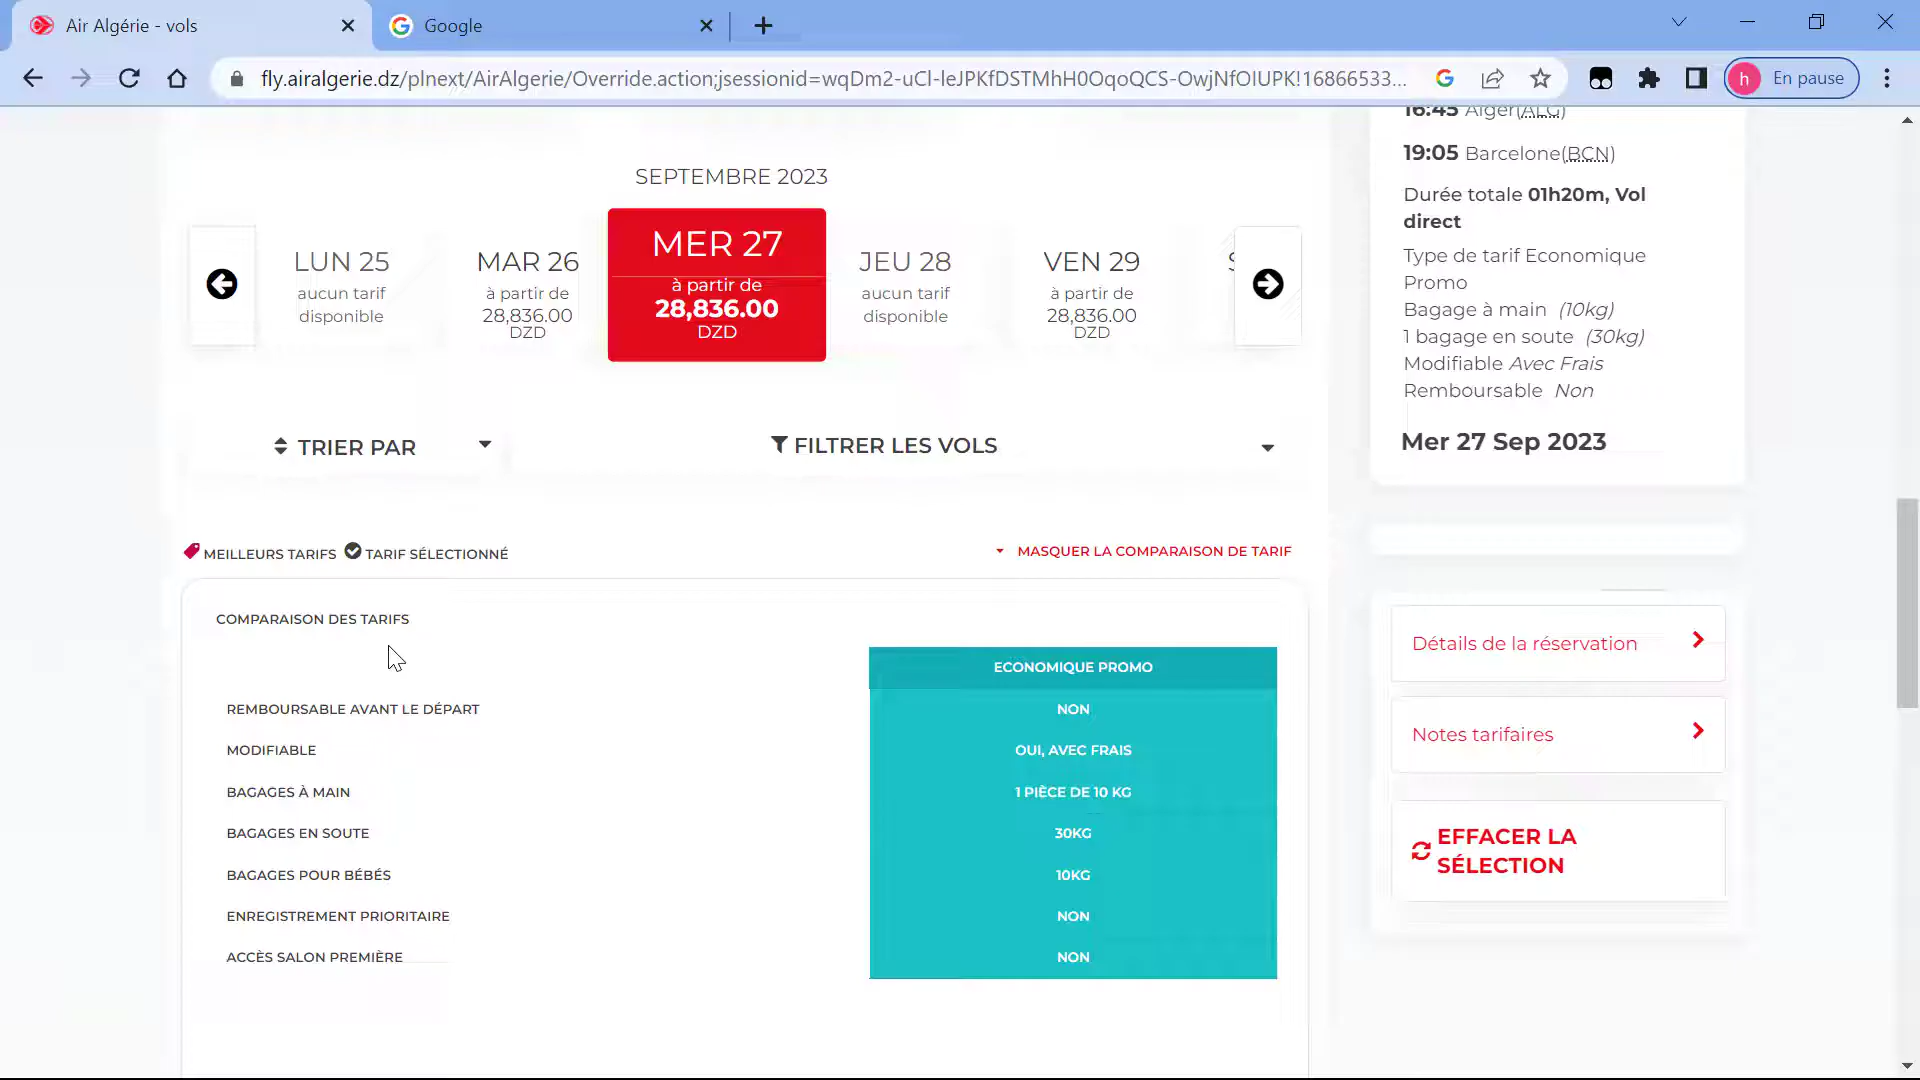 Air Algérie - vols
Google
fly.airalgerie.dz/plnext/AirAlgerie/Override.action;jsessionid=wqDm2-uCl-leJPKfDSTMhH0OqoQCS-OwjNfOIUPK!16866533...
h En pause
SEPTEMBRE 2023
LUN 25
aucun tarif
disponible
MAR 26
à partir de
28,836.00
DZD
MER 27
à partir de
28,836.00
DZD
JEU 28
aucun tarif
disponible
VEN 29
à partir de
28,836.00
DZD
TRIER PAR
FILTRER LES VOLS
MEILLEURS TARIFS TARIF SÉLECTIONNÉ
MASQUER LA COMPARAISON DE TARIF
COMPARAISON DES TARIFS
ECONOMIQUE PROMO
REMBOURSABLE AVANT LE DÉPART NON
MODIFIABLE OUI, AVEC FRAIS
BAGAGES À MAIN 1 PIÈCE DE 10 KG
BAGAGES EN SOUTE 30KG
BAGAGES POUR BÉBÉS 10KG
ENREGISTREMENT PRIORITAIRE NON
ACCÈS SALON PREMIÈRE NON
16:45 Alger(ALG)
19:05 Barcelone(BCN)
Durée totale 01h20m, Vol
direct
Type de tarif Economique
Promo
Bagage à main (10kg)
1 bagage en soute (30kg)
Modifiable Avec Frais
Remboursable Non
Mer 27 Sep 2023
Détails de la réservation
Notes tarifaires
EFFACER LA
SÉLECTION